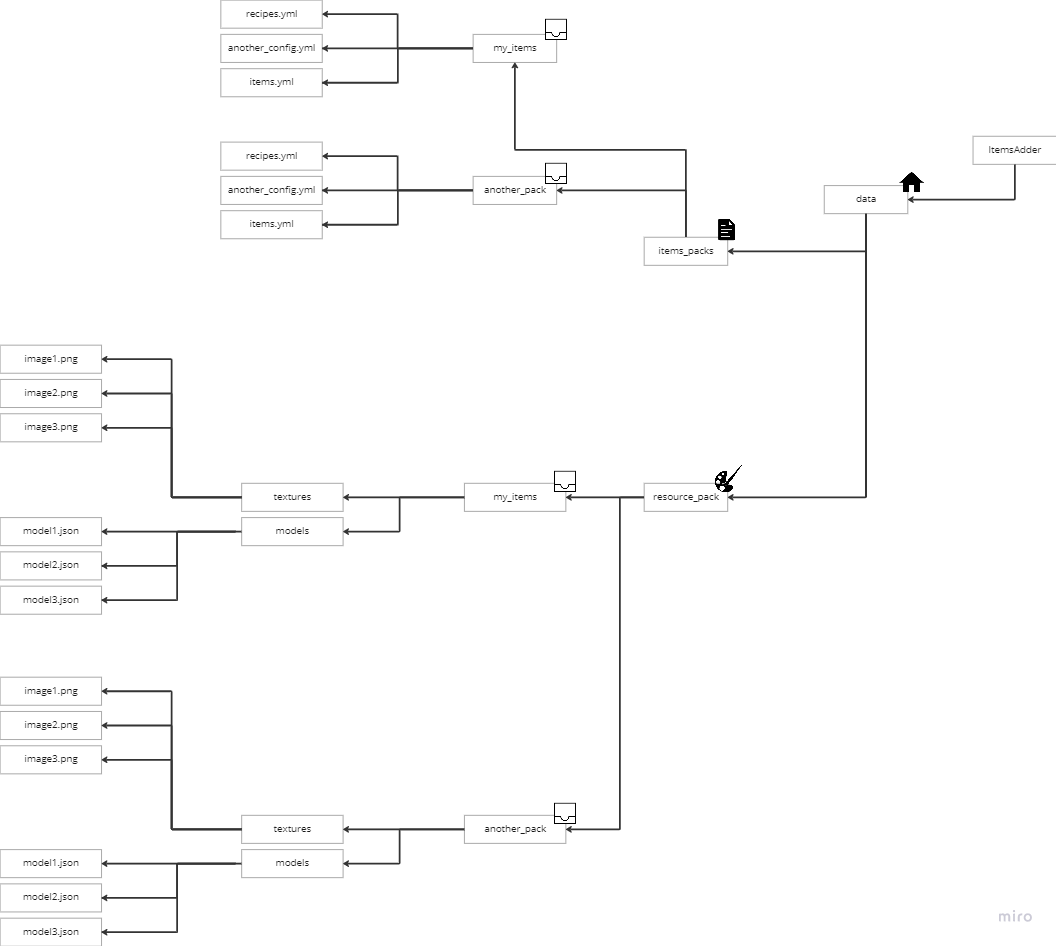 recipes.yml
another_config.yml
my_items
items.yml
ItemsAdder
recipes.yml
another_config.yml
another_pack
data
items.yml
items_packs
image1.png
image2.png
image3.png
textures
my_items
resource_pack
model1.json
models
model2.json
model3.json
image1.png
image2.png
image3.png
textures
another_pack
model1.json
models
model2.json
model3.json
miro